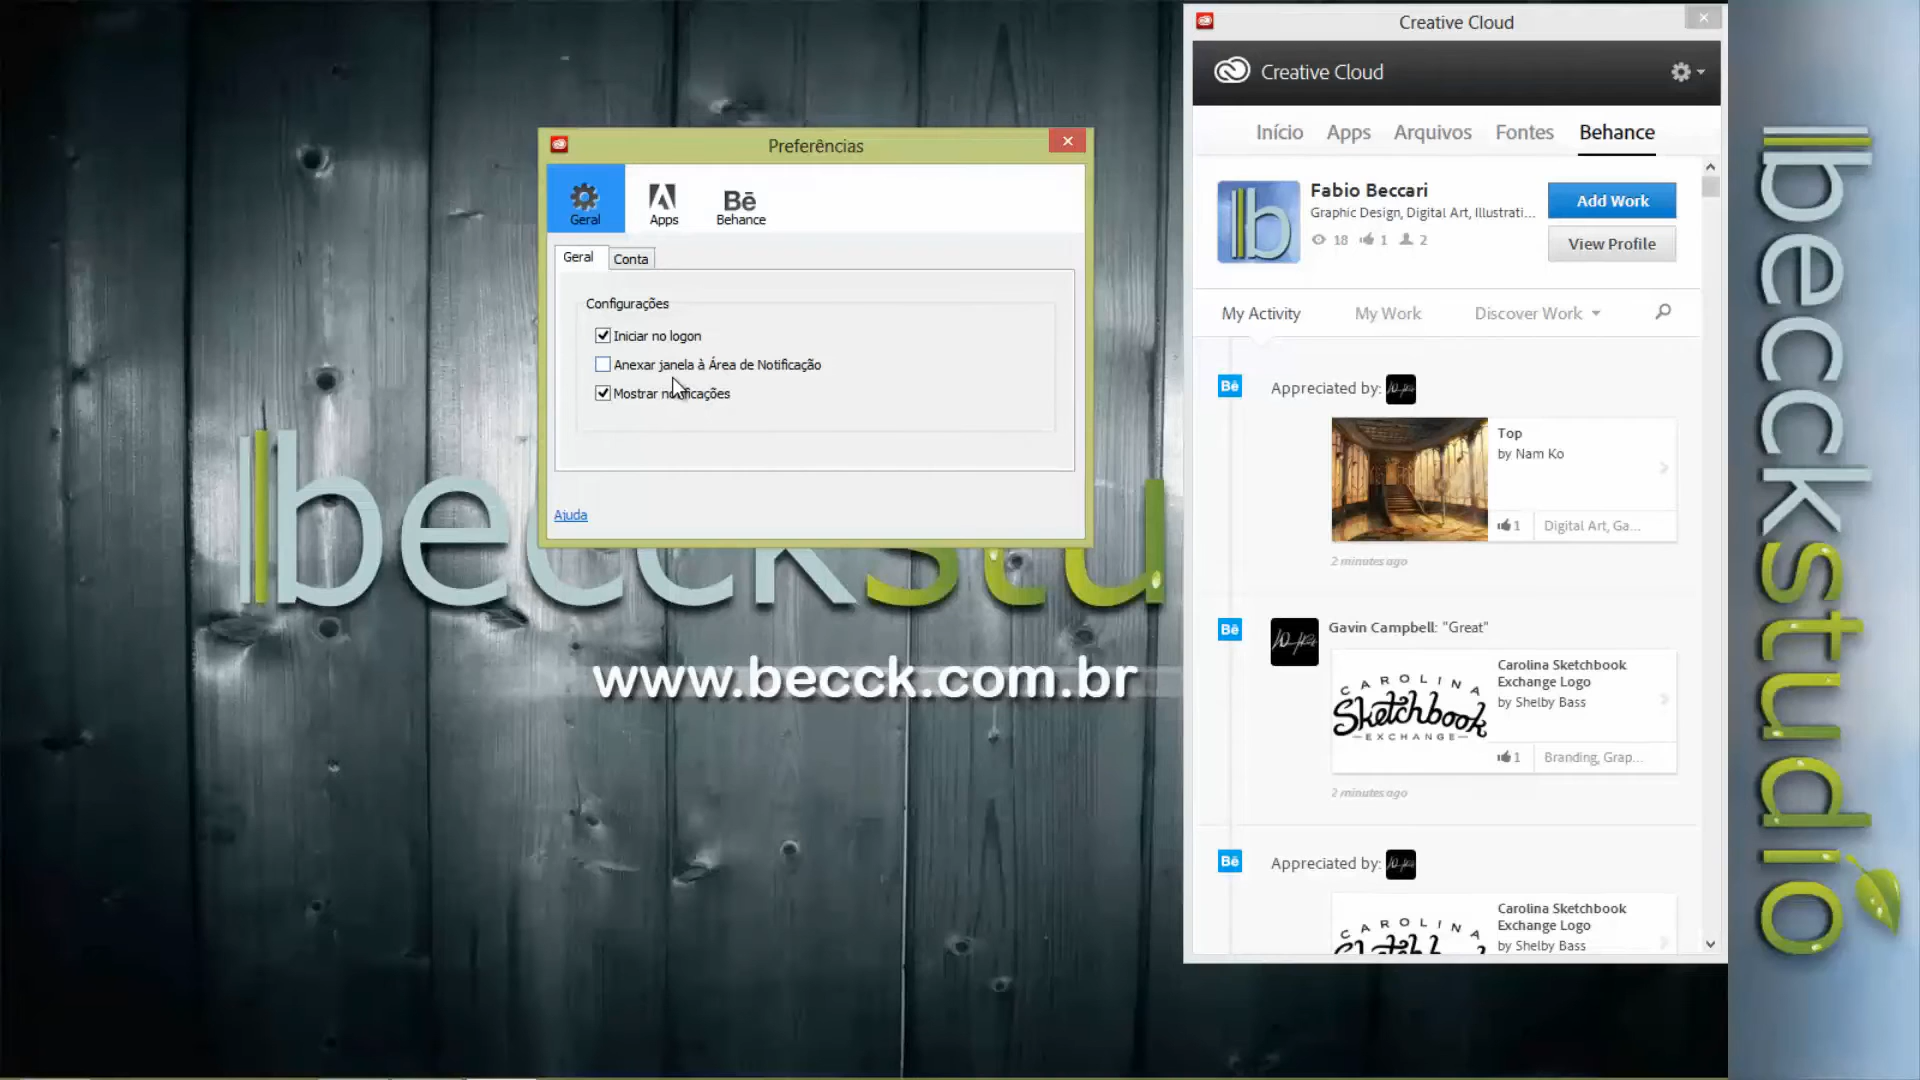 Preferências
Geral
Apps
Bē
Behance
Geral
Conta
Configurações
Iniciar no logon
Anexar janela à Área de Notificação
Mostrar notificações
Ajuda
www.becck.com.br
Creative Cloud
Creative Cloud
Início Apps Arquivos Fontes Behance
Fabio Beccari
Graphic Design, Digital Art, Illustrati...
18 1 2
Add Work
View Profile
My Activity My Work Discover Work
Bē
Appreciated by:
Top
by Nam Ko
1 Digital Art, Ga...
2 minutes ago
Bē
Gavin Campbell: "Great"
CAROLINA
Sketchbook
EXCHANGE
Carolina Sketchbook
Exchange Logo
by Shelby Bass
1 Branding, Grap...
2 minutes ago
Bē
Appreciated by:
CAROLINA
Carolina Sketchbook
Exchange Logo
by Shelby Bass
becckstudio